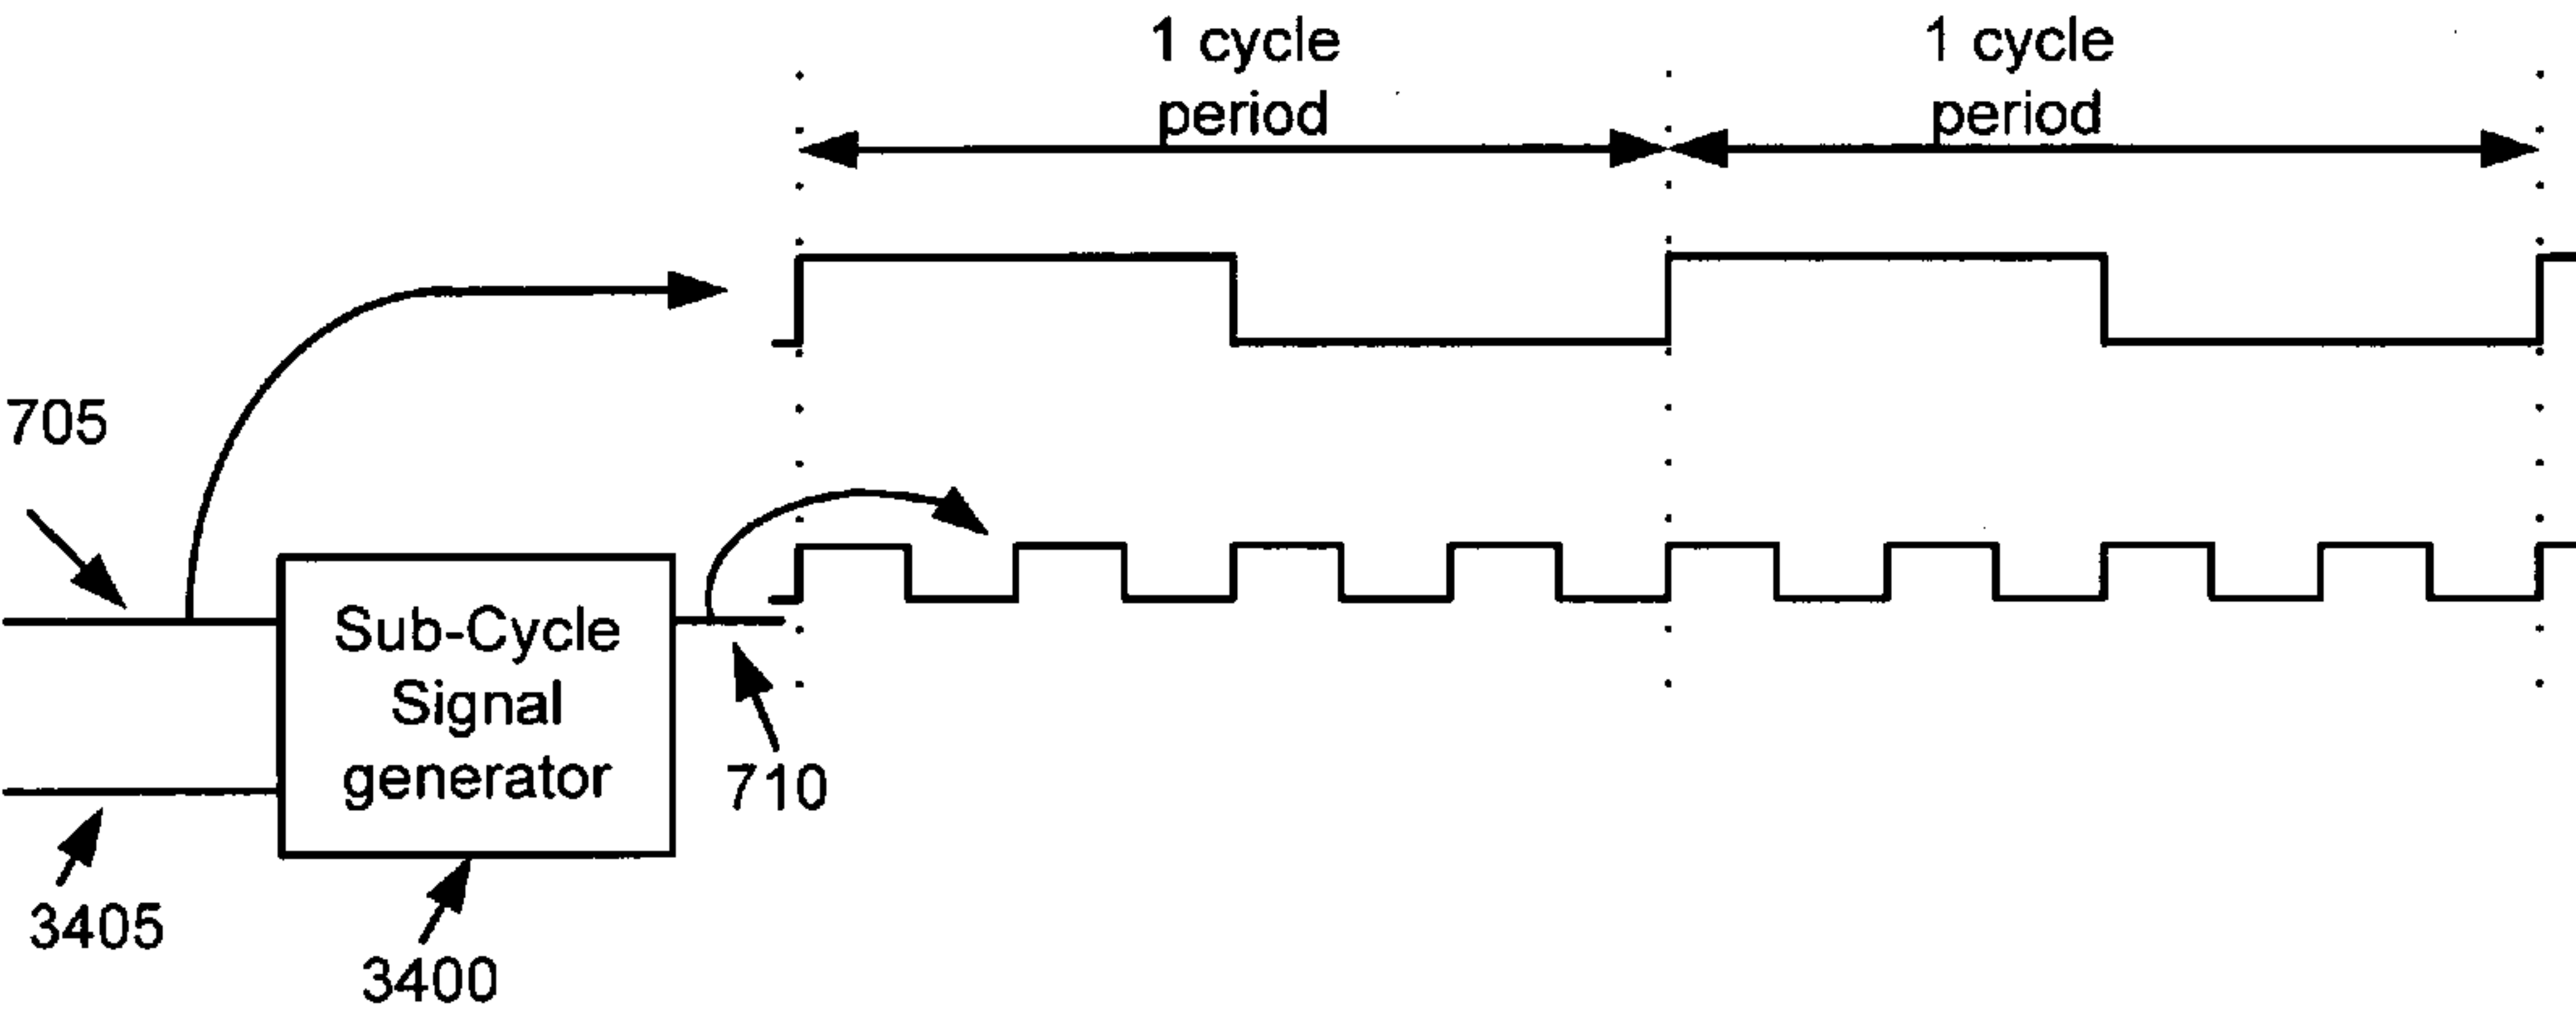 1 cycle
period
1 cycle
period
705
Sub-Cycle
Signal
generator
710
3405
3400